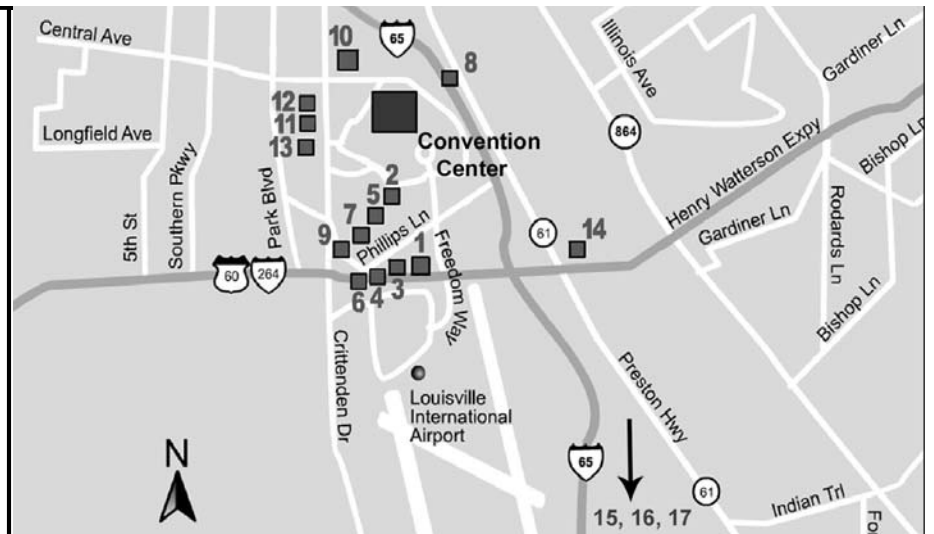 Central Ave
10
65
8
Illinois Ave
Gardiner Ln
12
11
Longfield Ave
13
864
Convention
Center
Henry Watterson Expy
Bishop Ln
5th St
Southern Pkwy
Park Blvd
2
5
7
9
Phillips Ln
1
Freedom Way
61
14
Gardiner Ln
Rodards Ln
60
264
6
4
3
Bishop Ln
Crittenden Dr
Louisville
International
Airport
Preston Hwy
N
65
15, 16, 17
61
Indian Trl